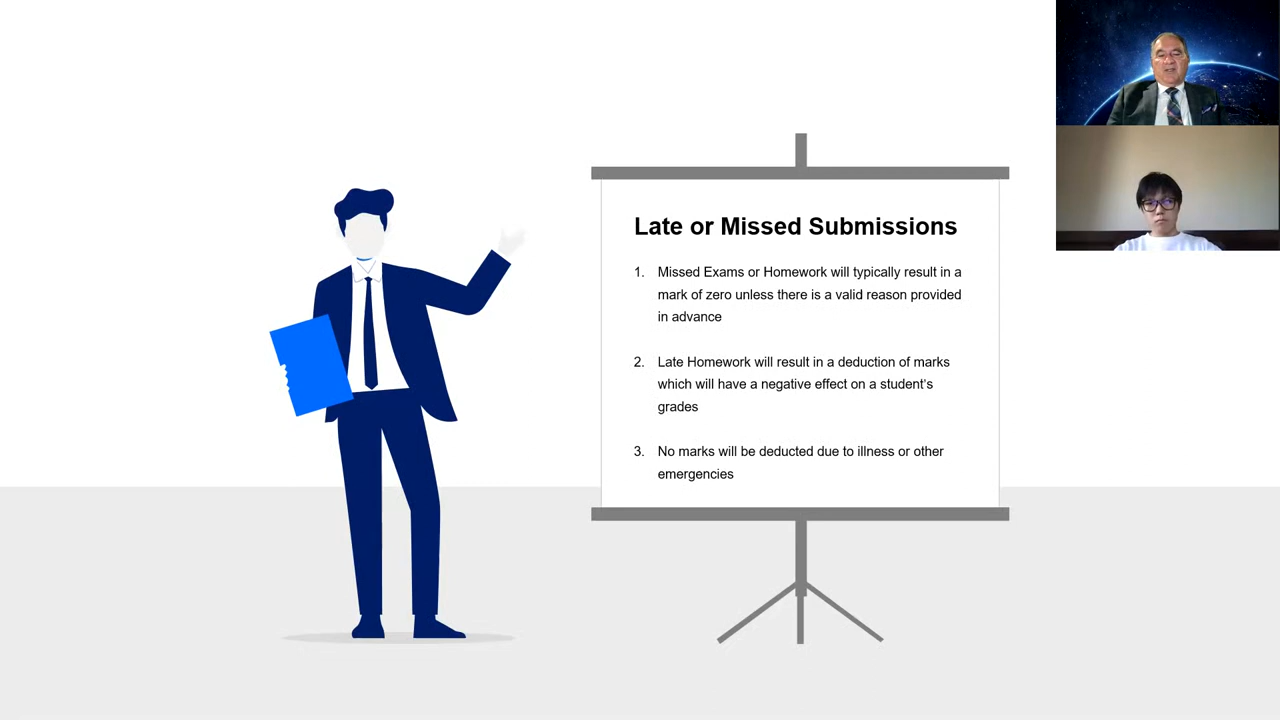 Late or Missed Submissions
1. Missed Exams or Homework will typically result in a
mark of zero unless there is a valid reason provided
in advance
2. Late Homework will result in a deduction of marks
which will have a negative effect on a student's
grades
3. No marks will be deducted due to illness or other
emergencies